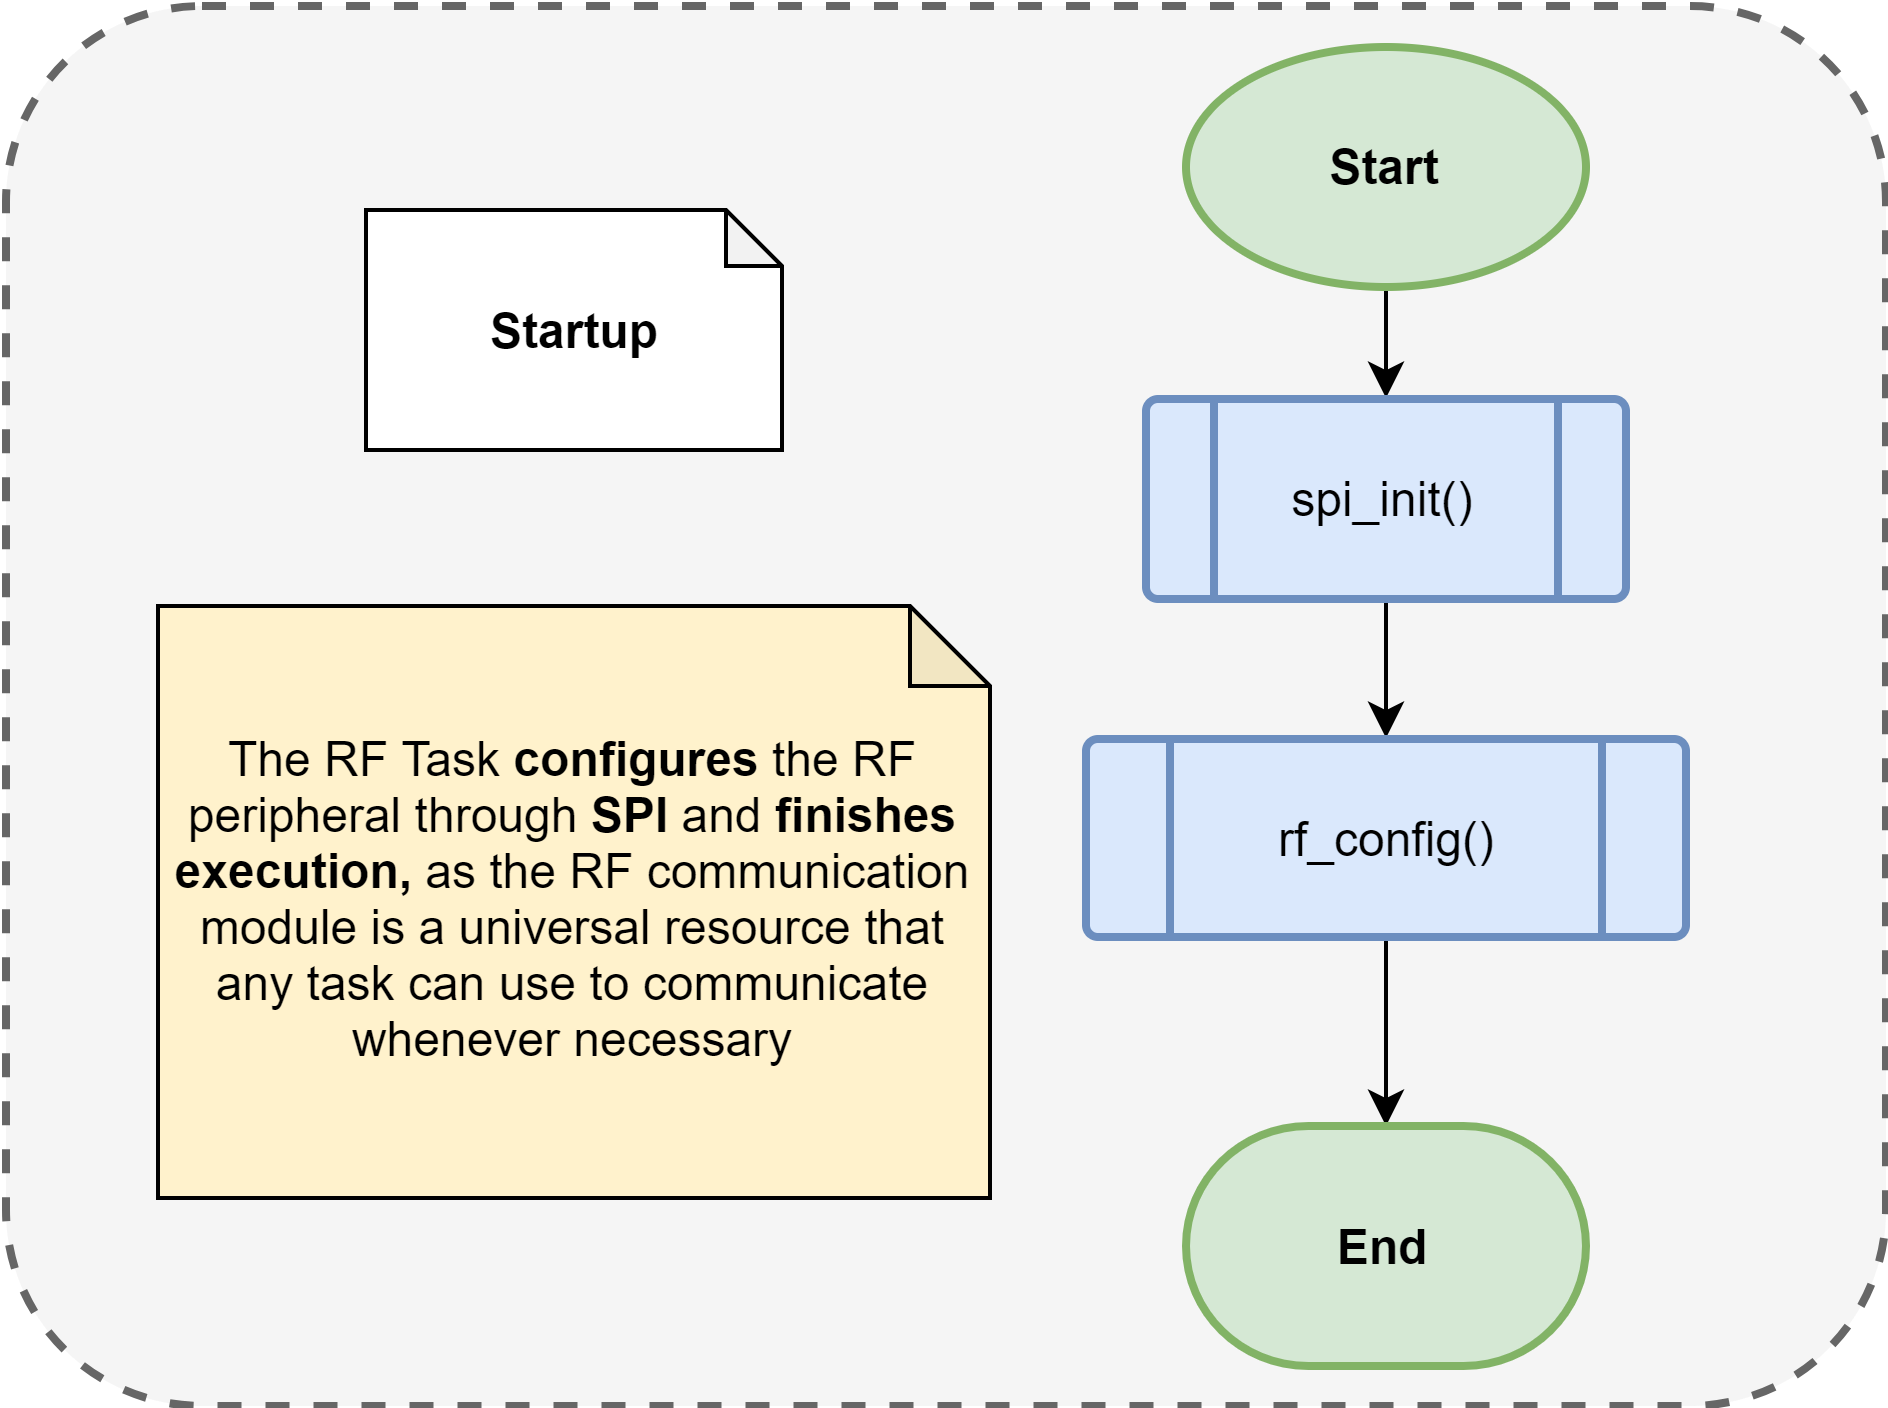 Start
Startup
spi_init()
The RF Task configures the RF
peripheral through SPI and finishes
execution, as the RF communication
module is a universal resource that
any task can use to communicate
whenever necessary
rf_config()
End